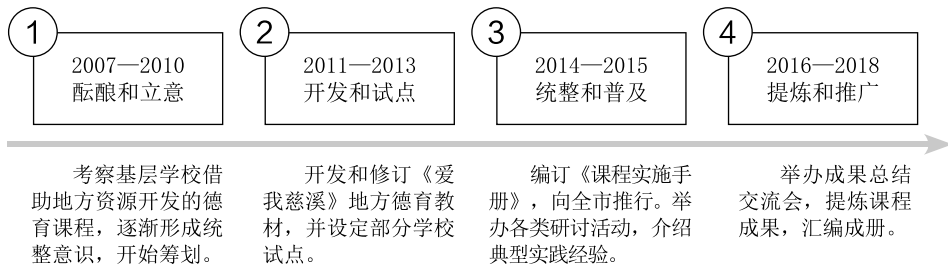 1
2007—2010
酝酿和立意
2
2011—2013
开发和试点
3
2014—2015
统整和普及
4
2016—2018
提炼和推广
考察基层学校借
助地方资源开发的德
育课程，逐渐形成统
整意识，开始筹划。
开发和修订《爱
我慈溪》地方德育教
材，并设定部分学校
试点。
编订《课程实施手
册》，向全市推行。举
办各类研讨活动，介绍
典型实践经验。
举办成果总结
交流会，提炼课程
成果，汇编成册。